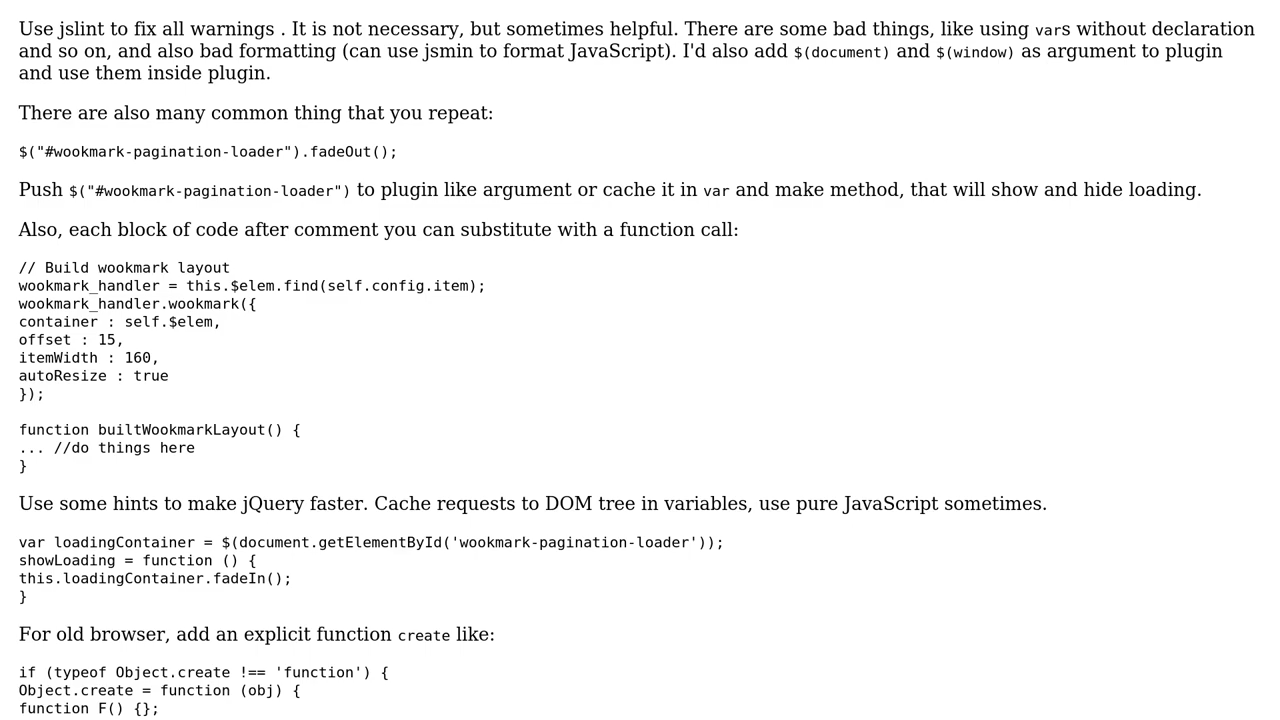 Use jslint to fix all warnings . It is not necessary, but sometimes helpful. There are some bad things, like using vars without declaration
and so on, and also bad formatting (can use jsmin to format JavaScript). I'd also add $(document) and $(window) as argument to plugin
and use them inside plugin.
There are also many common thing that you repeat:
$("#wookmark-pagination-loader").fadeOut();
Push $("#wookmark-pagination-loader") to plugin like argument or cache it in var and make method, that will show and hide loading.
Also, each block of code after comment you can substitute with a function call:
// Build wookmark layout
wookmark_handler = this.$elem.find(self.config.item);
wookmark_handler.wookmark({
container : self.$elem,
offset : 15,
itemWidth : 160,
autoResize : true
});
function builtWookmarkLayout() {
... //do things here
}
Use some hints to make jQuery faster. Cache requests to DOM tree in variables, use pure JavaScript sometimes.
var loadingContainer = $(document.getElementById('wookmark-pagination-loader'));
showLoading = function () {
this.loadingContainer.fadeIn();
}
For old browser, add an explicit function create like:
if (typeof Object.create !== 'function') {
Object.create = function (obj) {
function F() {};